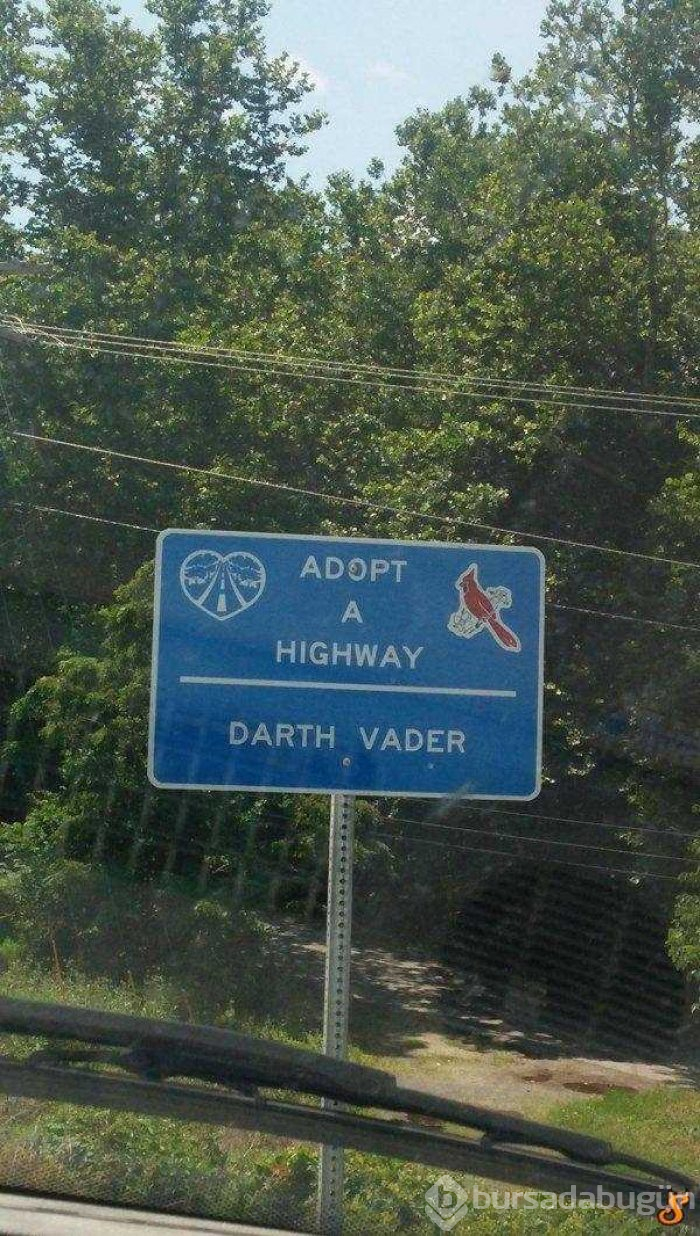 ADOPT
A
HIGHWAY
DARTH VADER
bursadabugün